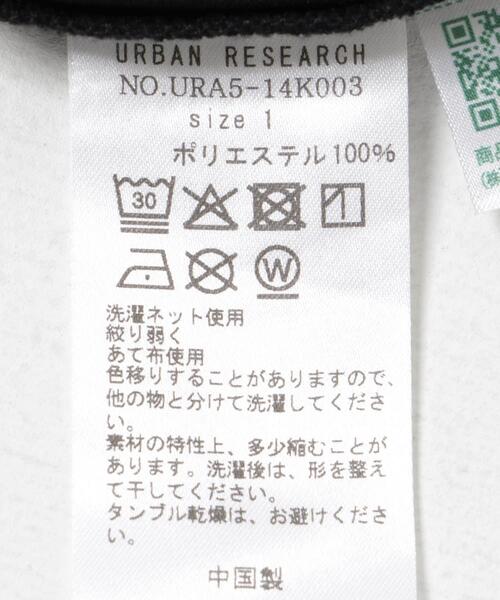 URBAN RESEARCH
NO.URA5-14K003
size 1
ポリエステル100%
30
W
洗濯ネット使用
絞り弱く
あて布使用
色移りすることがありますので、
他の物と分けて洗濯してくださ
い。
素材の特性上、多少縮むことが
あります。洗濯後は、形を整え
て干してください。
タンブル乾燥は、お避けくださ
い。
中国製
商品
(株